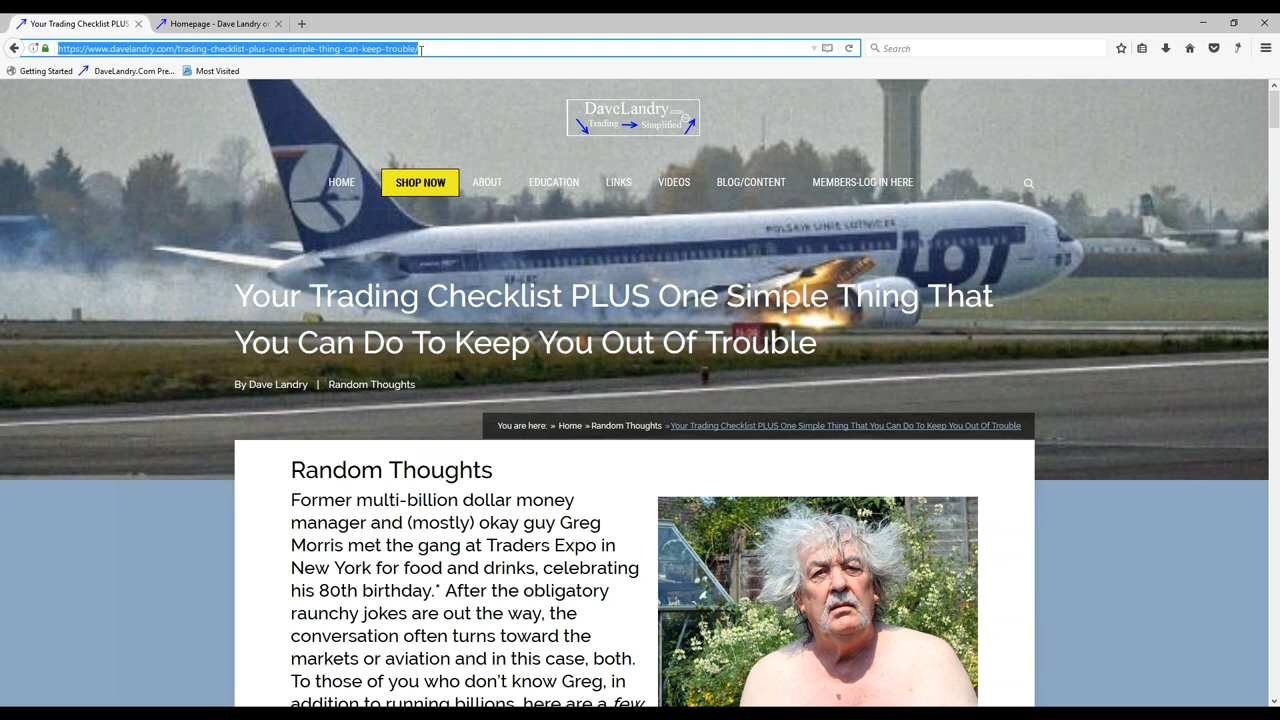 Your Trading Checklist PLUS
Homepage - Dave Landry o
https://www.davelandry.com/trading-checklist-plus-one-simple-thing-can-keep-trouble/
Search
Getting Started
DaveLandry.Com Pre...
Most Visited
DaveLandry.com
Trading Simplified
HOME
SHOP NOW
ABOUT
EDUCATION
LINKS
VIDEOS
BLOG/CONTENT
MEMBERS-LOG IN HERE
POLSKIE LINIE LOTNICZE
LOT
Your Trading Checklist PLUS One Simple Thing That
You Can Do To Keep You Out Of Trouble
By Dave Landry | Random Thoughts
You are here: » Home » Random Thoughts » Your Trading Checklist PLUS One Simple Thing That You Can Do To Keep You Out Of Trouble
Random Thoughts
Former multi-billion dollar money
manager and (mostly) okay guy Greg
Morris met the gang at Traders Expo in
New York for food and drinks, celebrating
his 80th birthday.* After the obligatory
raunchy jokes are out the way, the
conversation often turns toward the
markets or aviation and in this case, both.
To those of you who don't know Greg, in
addition to running billions, here are a few